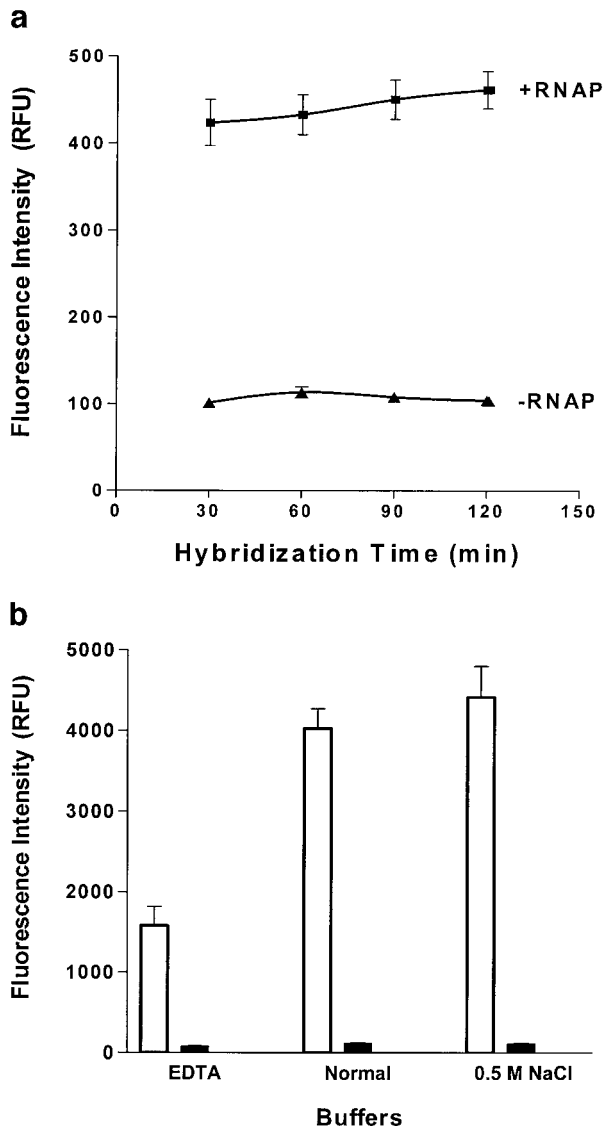 a
Fluorescence Intensity (RFU)
500
400
300
200
100
0
+RNAP
-RNAP
0 30 60 90 120 150
Hybridization Time (min)
b
Fluorescence Intensity (RFU)
5000
4000
3000
2000
1000
0
EDTA Normal 0.5 M NaCl
Buffers